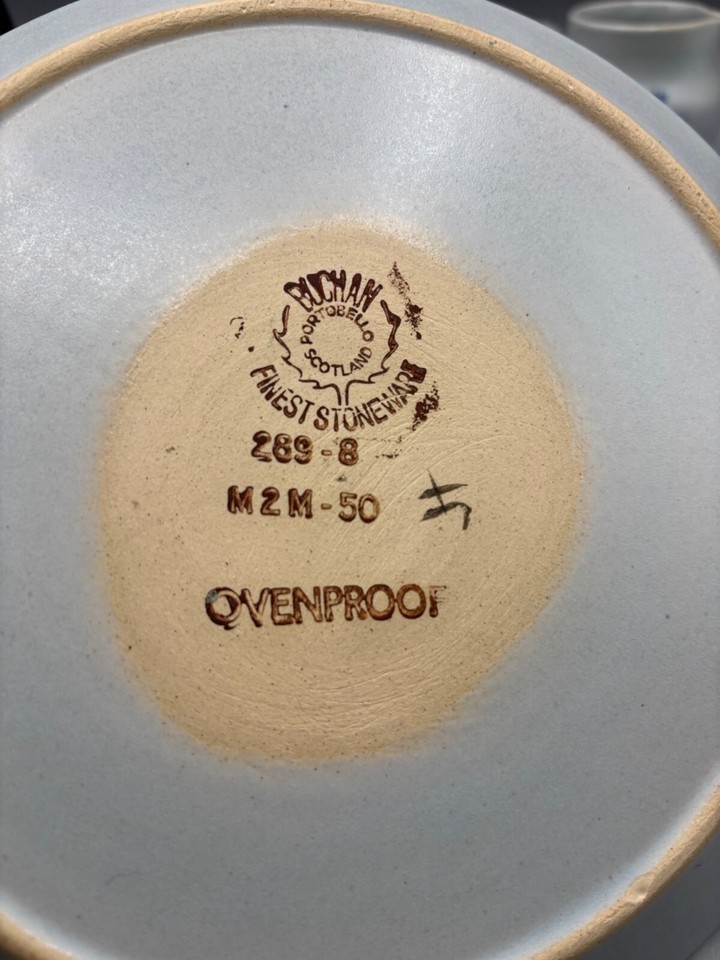 BUCHAN
PORTOBELLO
SCOTLAND
FINEST STONEWARE
289-8
M2M-50
OVENPROOF